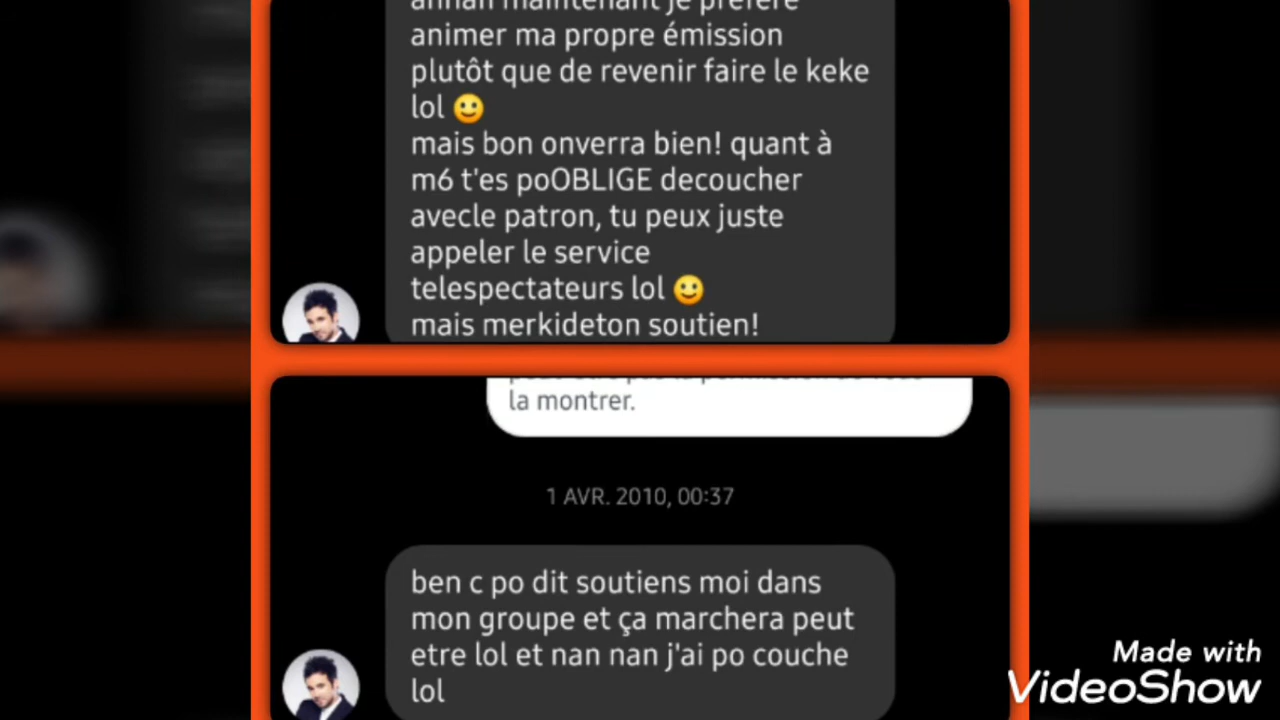 annan maintenant je préfère
animer ma propre émission
plutôt que de revenir faire le keke
lol 🙂
mais bon onverra bien! quant à
m6 t'es poOBLIGE decoucher
avecle patron, tu peux juste
appeler le service
telespectateurs lol 🙂
mais merkideton soutien!
la montrer.
1 AVR. 2010, 00:37
ben c po dit soutiens moi dans
mon groupe et ça marchera peut
etre lol et nan nan j'ai po couche
lol
Made with
VideoShow